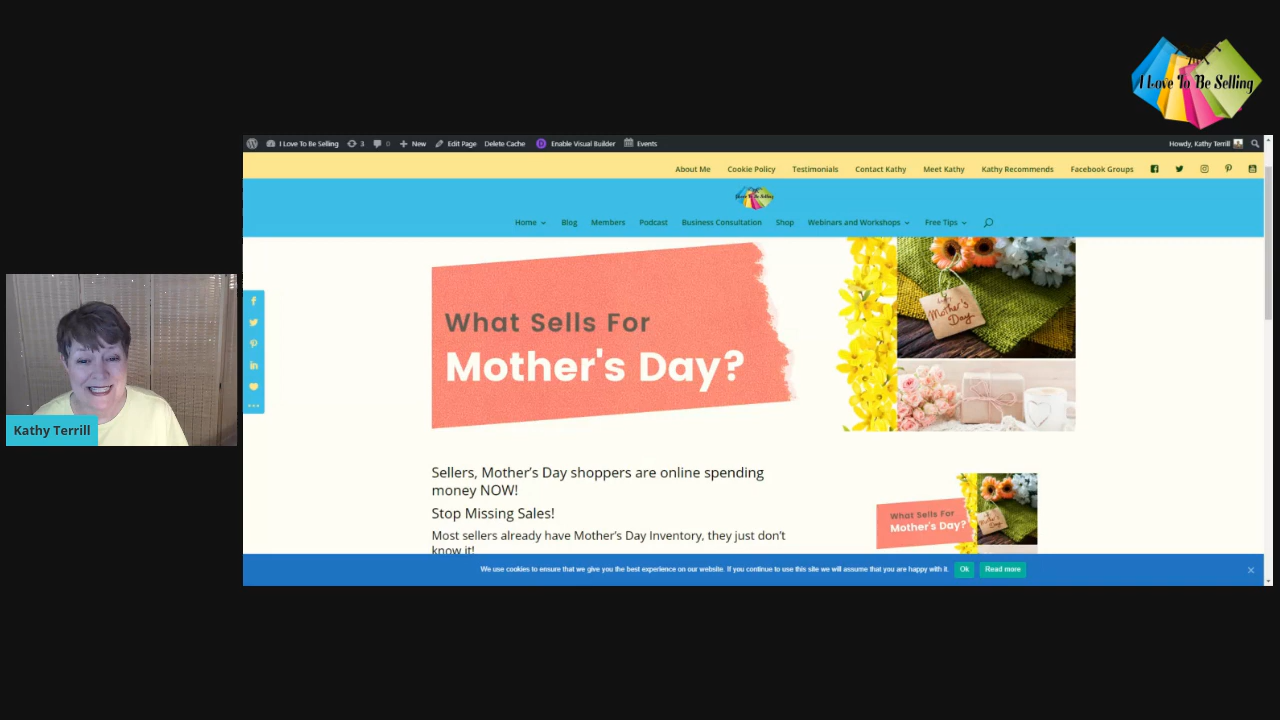 I Love To Be Selling
I Love To Be Selling 3 0 New Edit Page Delete Cache Enable Visual Builder Events Howdy, Kathy Terrill
About Me Cookie Policy Testimonials Contact Kathy Meet Kathy Kathy Recommends Facebook Groups
I Love To Be Selling
Home Blog Members Podcast Business Consultation Shop Webinars and Workshops Free Tips
What Sells For
Mother's Day?
Mother's
Day
Kathy Terrill
Sellers, Mother's Day shoppers are online spending
money NOW!
Stop Missing Sales!
Most sellers already have Mother's Day Inventory, they just don't
know it!
What Sells For
Mother's Day?
We use cookies to ensure that we give you the best experience on our website. If you continue to use this site we will assume that you are happy with it. Ok Read more